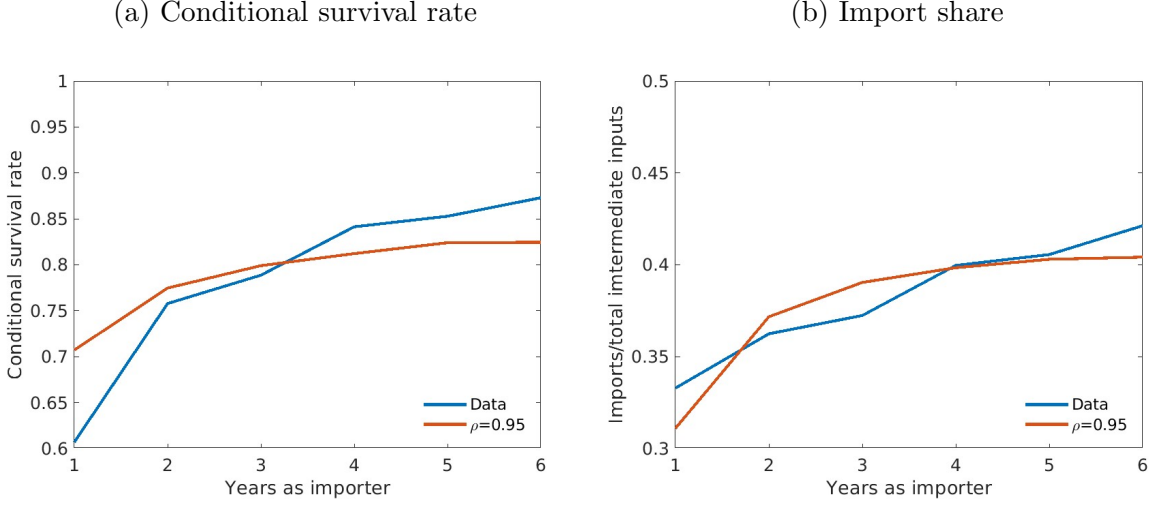 (a) Conditional survival rate
1
0.95
0.9
0.85
0.8
0.75
0.7
0.65
0.6
Conditional survival rate
Data
ρ=0.95
1 2 3 4 5 6
Years as importer
(b) Import share
0.5
0.45
0.4
0.35
0.3
Imports/total imtermediate inputs
Data
ρ=0.95
1 2 3 4 5 6
Years as importer